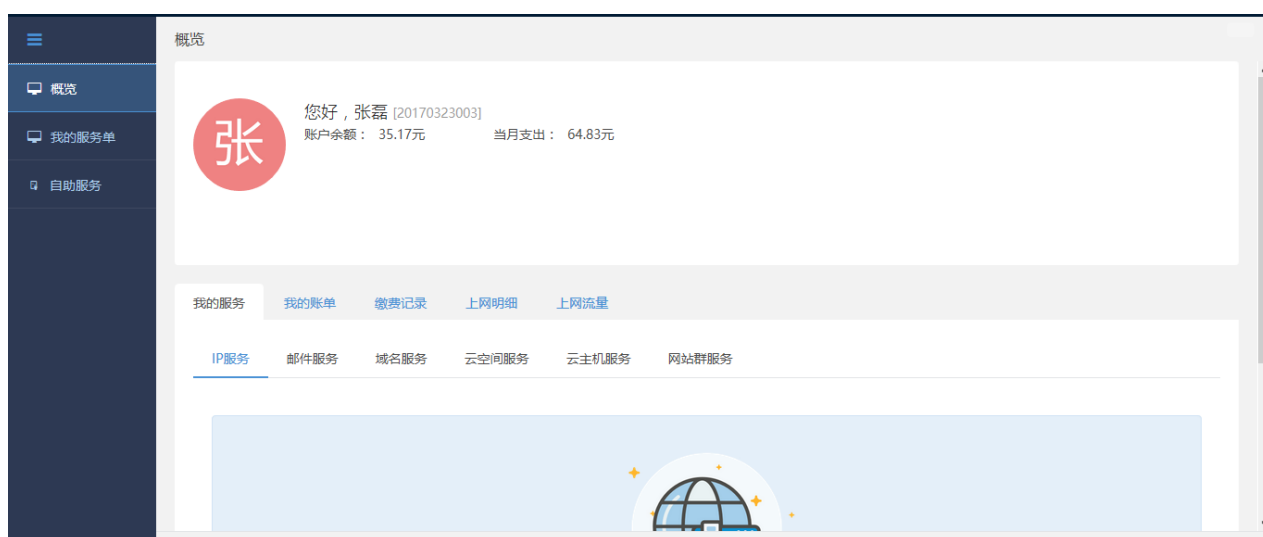 概览
概览
我的服务单
自助服务
张
您好，张磊 [20170323003]
账户余额： 35.17元 当月支出： 64.83元
我的服务 我的账单 缴费记录 上网明细 上网流量
IP服务 邮件服务 域名服务 云空间服务 云主机服务 网站群服务